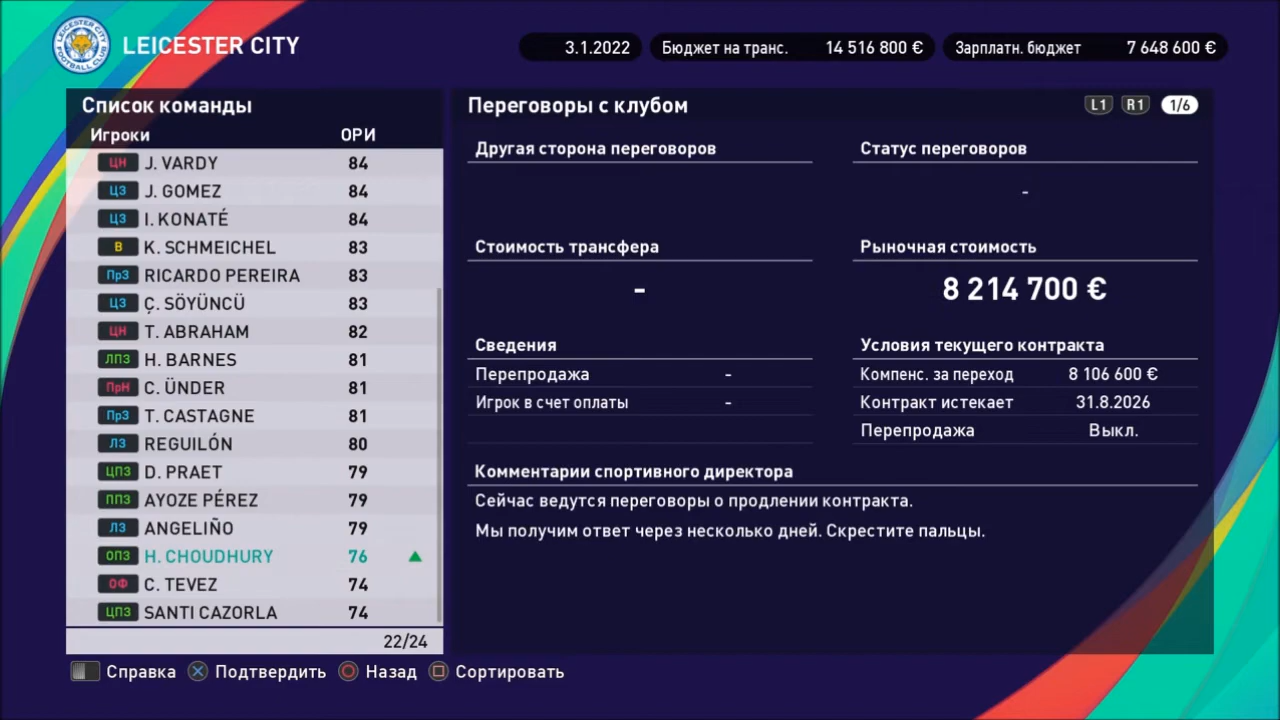 LEICESTER CITY
FOOTBALL CLUB
LEICESTER CITY
3.1.2022
Бюджет на транс. 14 516 800 €
Зарплатн. бюджет 7 648 600 €
Список команды
Игроки ОРИ
ЦН J. VARDY 84
ЦЗ J. GOMEZ 84
ЦЗ I. KONATÉ 84
В K. SCHMEICHEL 83
ПрЗ RICARDO PEREIRA 83
ЦЗ Ç. SÖYÜNCÜ 83
ЦН T. ABRAHAM 82
ЛПЗ H. BARNES 81
ПрН C. ÜNDER 81
ПрЗ T. CASTAGNE 81
ЛЗ REGUILÓN 80
ЦПЗ D. PRAET 79
ППЗ AYOZE PÉREZ 79
ЛЗ ANGELIÑO 79
ОПЗ H. CHOUDHURY 76
ОФ C. TEVEZ 74
ЦПЗ SANTI CAZORLA 74
22/24
Переговоры с клубом
L1 R1 1/6
Другая сторона переговоров
Статус переговоров
-
Стоимость трансфера
-
Рыночная стоимость
8 214 700 €
Сведения
Перепродажа -
Игрок в счет оплаты -
Условия текущего контракта
Компенс. за переход 8 106 600 €
Контракт истекает 31.8.2026
Перепродажа Выкл.
Комментарии спортивного директора
Сейчас ведутся переговоры о продлении контракта.
Мы получим ответ через несколько дней. Скрестите пальцы.
Справка Подтвердить Назад Сортировать